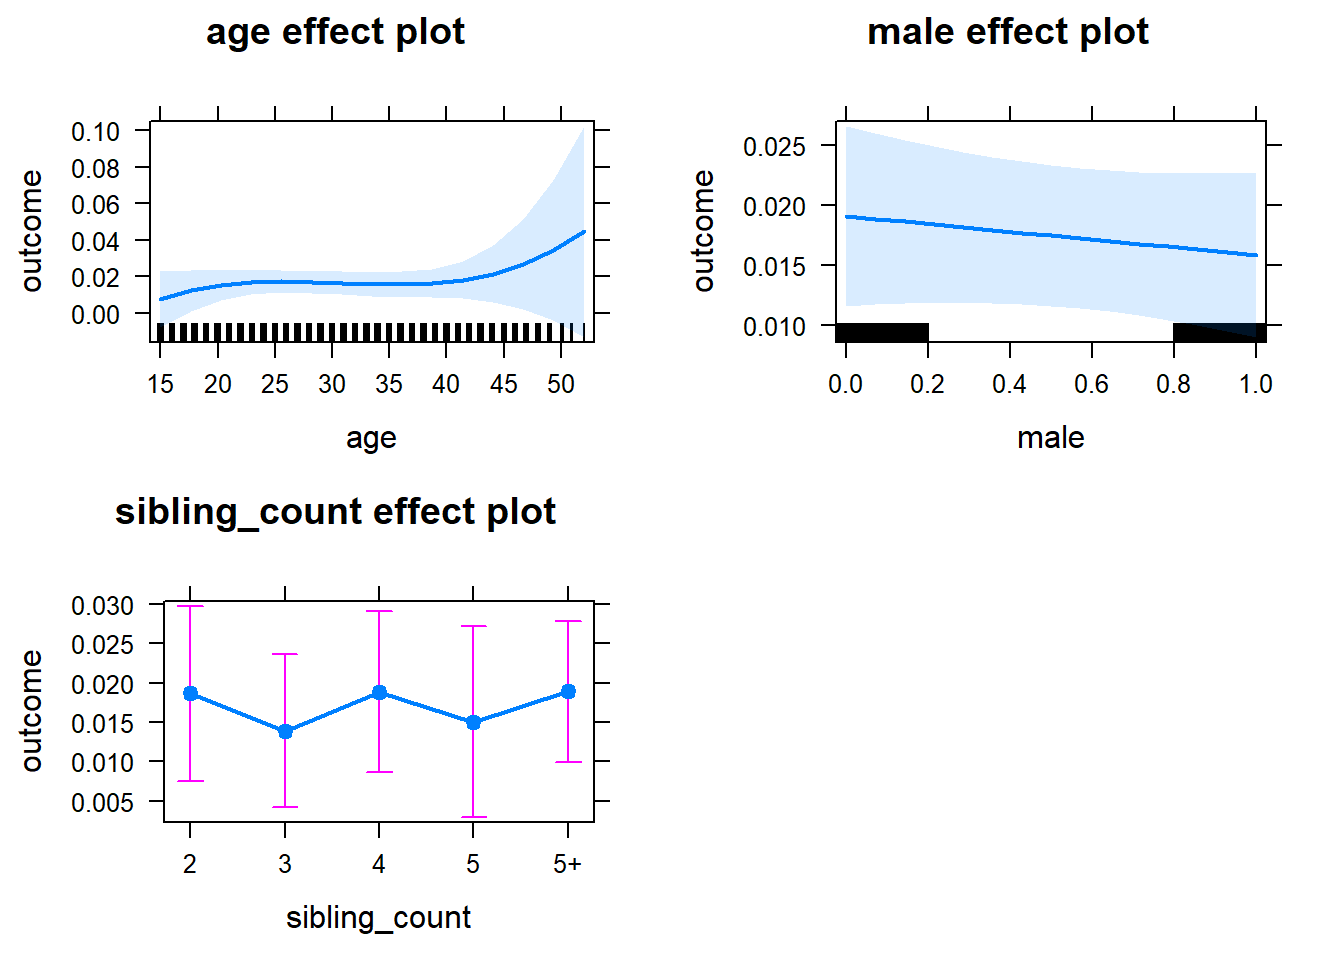 age effect plot
outcome
0.10
0.08
0.06
0.04
0.02
0.00
15 20 25 30 35 40 45 50
age
male effect plot
outcome
0.025
0.020
0.015
0.010
0.0 0.2 0.4 0.6 0.8 1.0
male
sibling_count effect plot
outcome
0.030
0.025
0.020
0.015
0.010
0.005
2 3 4 5 5+
sibling_count